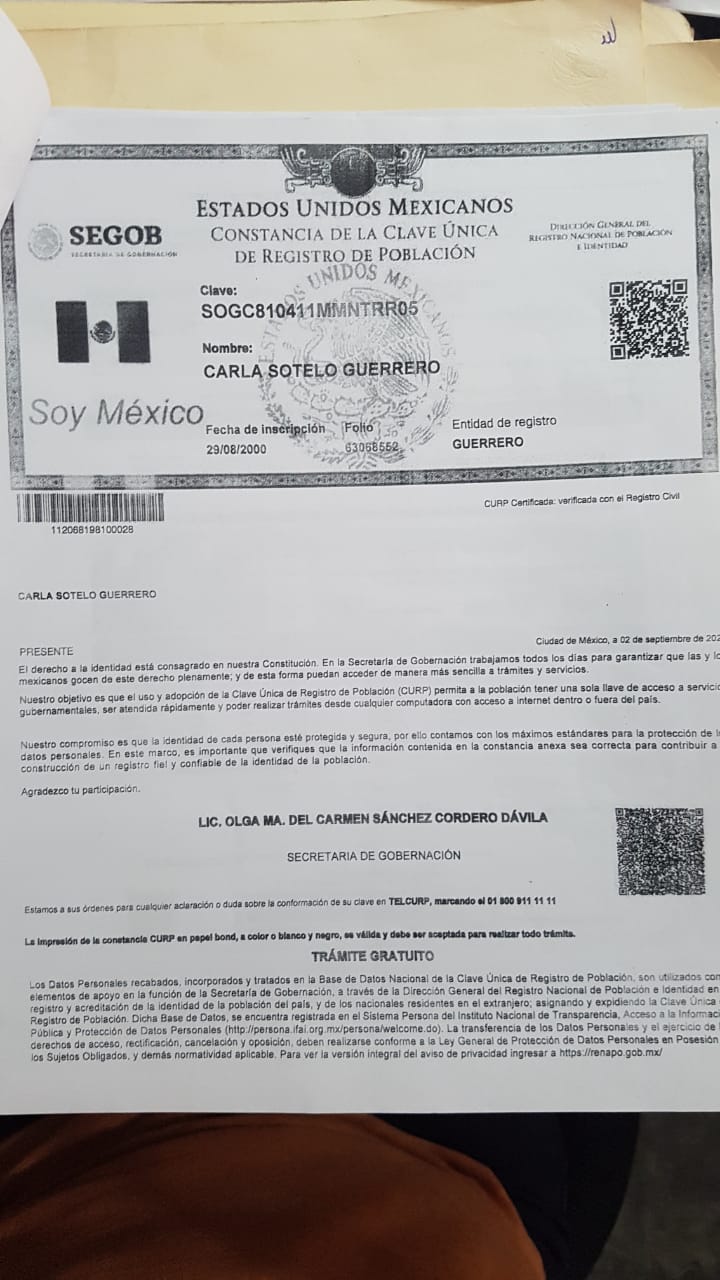 ESTADOS UNIDOS MEXICANOS
CONSTANCIA DE LA CLAVE ÚNICA
DE REGISTRO DE POBLACIÓN
SEGOB
SECRETARÍA DE GOBERNACIÓN
DIRECCIÓN GENERAL DEL
REGISTRO NACIONAL DE POBLACIÓN
E IDENTIDAD
ESTADOS UNIDOS MEXICANOS
Clave:
SOGC810411MMNTRR05
Nombre:
CARLA SOTELO GUERRERO
Soy México
Fecha de inscripción
29/08/2000
Folio
63068552
Entidad de registro
GUERRERO
112068198100028
CURP Certificada: verificada con el Registro Civil
CARLA SOTELO GUERRERO
Ciudad de México, a 02 de septiembre de 202
PRESENTE
El derecho a la identidad está consagrado en nuestra Constitución. En la Secretaría de Gobernación trabajamos todos los días para garantizar que las y lo
mexicanos gocen de este derecho plenamente; y de esta forma puedan acceder de manera más sencilla a trámites y servicios.
Nuestro objetivo es que el uso y adopción de la Clave Única de Registro de Población (CURP) permita a la población tener una sola llave de acceso a servicio
gubernamentales, ser atendida rápidamente y poder realizar trámites desde cualquier computadora con acceso a internet dentro o fuera del país.
Nuestro compromiso es que la identidad de cada persona esté protegida y segura, por ello contamos con los máximos estándares para la protección de
datos personales. En este marco, es importante que verifiques que la información contenida en la constancia anexa sea correcta para contribuir a
construcción de un registro fiel y confiable de la identidad de la población.
Agradezco tu participación.
LIC. OLGA MA. DEL CARMEN SÁNCHEZ CORDERO DÁVILA
SECRETARIA DE GOBERNACIÓN
Estamos a sus órdenes para cualquier aclaración o duda sobre la conformación de su clave en TELCURP, marcando el 01 800 911 11 11
La impresión de la constancia CURP en papel bond, a color o blanco y negro, es válida y debe ser aceptada para realizar todo trámite.
TRÁMITE GRATUITO
Los Datos Personales recabados, incorporados y tratados en la Base de Datos Nacional de la Clave Única de Registro de Población, son utilizados con
elementos de apoyo en la función de la Secretaría de Gobernación, a través de la Dirección General del Registro Nacional de Población e Identidad en
registro y acreditación de la identidad de la población del país, y de los nacionales residentes en el extranjero; asignando y expidiendo la Clave Única
Registro de Población. Dicha Base de Datos, se encuentra registrada en el Sistema Persona del Instituto Nacional de Transparencia, Acceso a la Informaci
Pública y Protección de Datos Personales (http://persona.ifai.org.mx/persona/welcome.do). La transferencia de los Datos Personales y el ejercicio de
derechos de acceso, rectificación, cancelación y oposición, deben realizarse conforme a la Ley General de Protección de Datos Personales en Posesión
los Sujetos Obligados, y demás normatividad aplicable. Para ver la versión integral del aviso de privacidad ingresar a https://renapo.gob.mx/